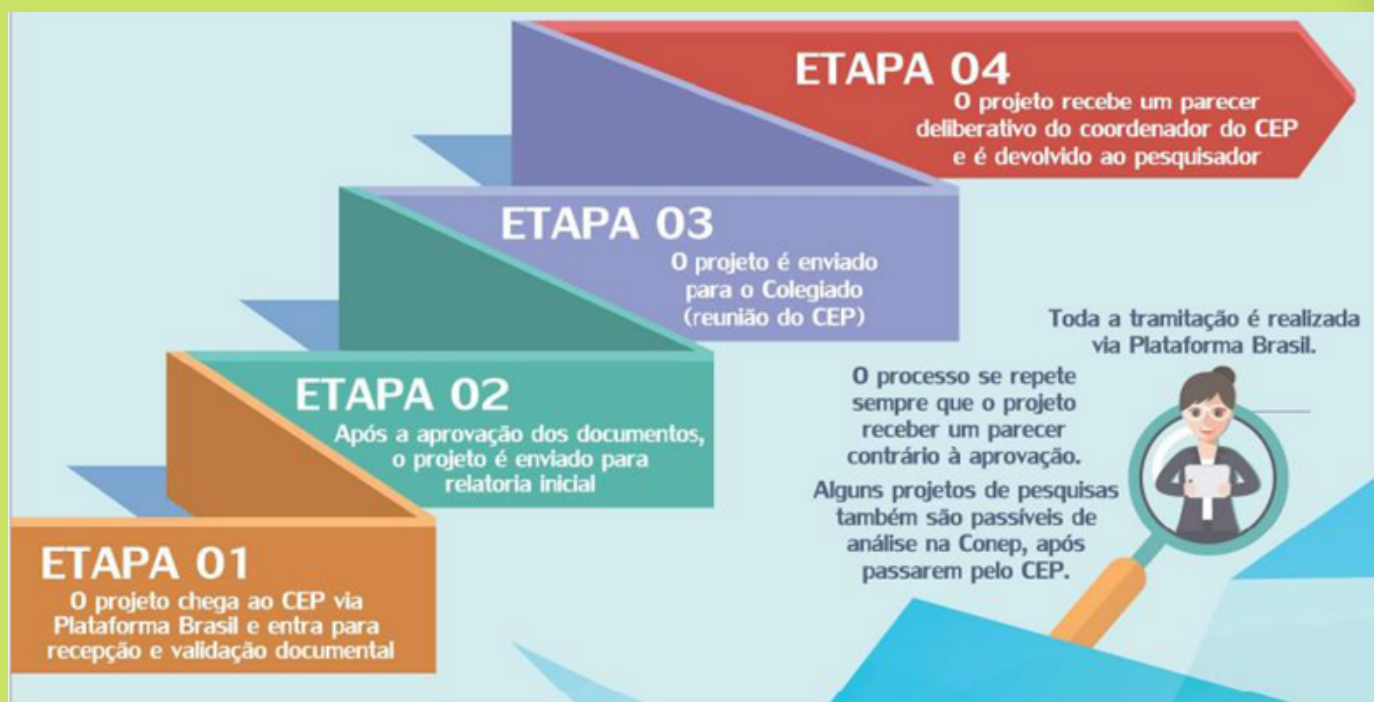 ETAPA 04
O projeto recebe um parecer
deliberativo do coordenador do CEP
e é devolvido ao pesquisador
ETAPA 03
O projeto é enviado
para o Colegiado
(reunião do CEP)
Toda a tramitação é realizada
via Plataforma Brasil.
ETAPA 02
Após a aprovação dos documentos,
o projeto é enviado para
relatoria inicial
O processo se repete
sempre que o projeto
receber um parecer
contrário à aprovação.
Alguns projetos de pesquisas
também são passíveis de
análise na Conep, após
passarem pelo CEP.
ETAPA 01
O projeto chega ao CEP via
Plataforma Brasil e entra para
recepção e validação documental